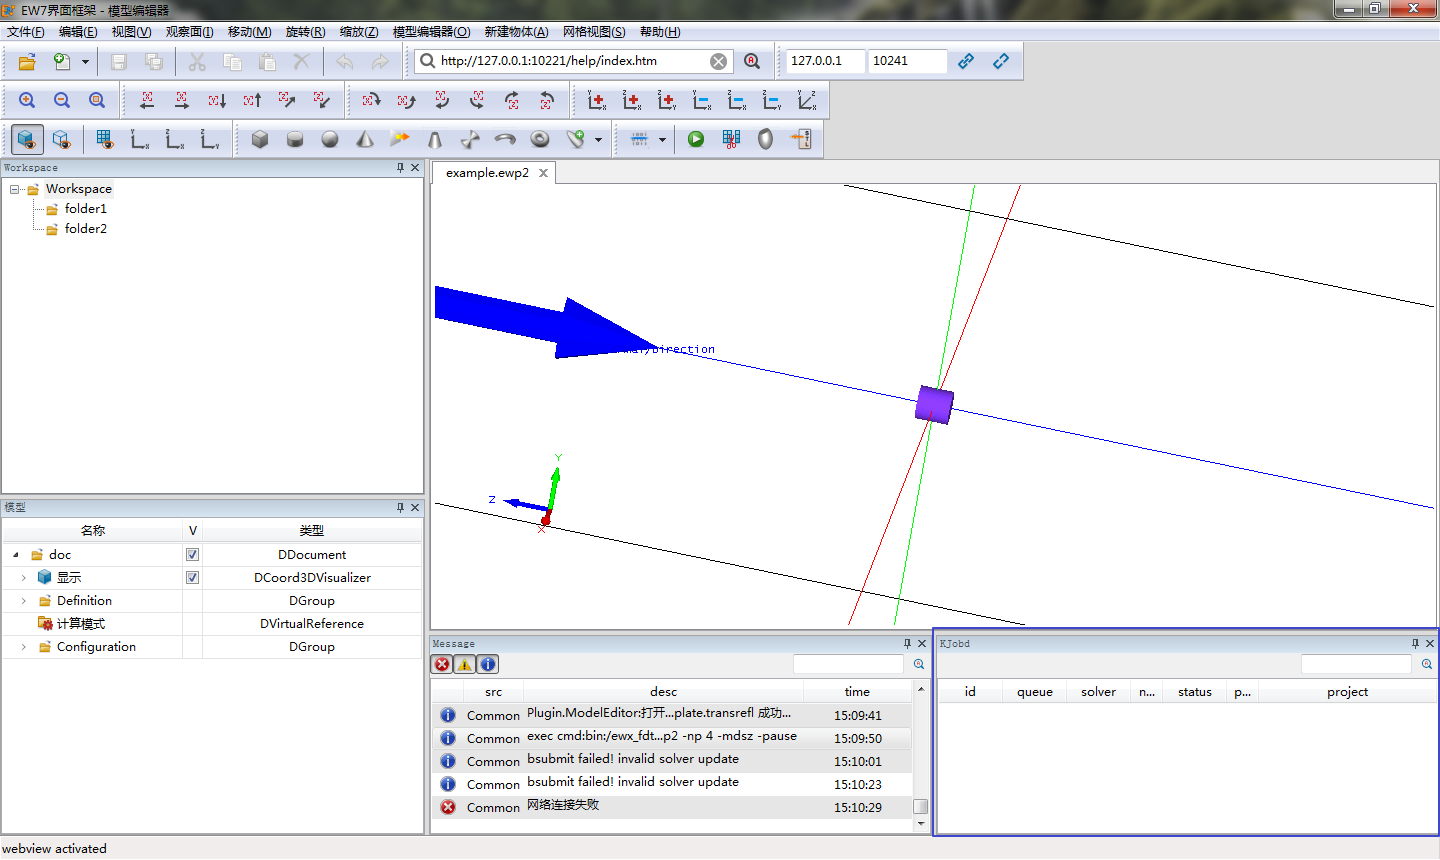 EW7界面框架 - 模型编辑器
文件(F) 编辑(E) 视图(V) 观察面(I) 移动(M) 旋转(R) 缩放(Z) 模型编辑器(O) 新建物体(A) 网格视图(S) 帮助(H)
http://127.0.0.1:10221/help/index.htm 127.0.0.1 10241
Workspace
Workspace
folder1
folder2
模型
名称 V 类型
doc DDocument
显示 DCoord3DVisualizer
Definition DGroup
计算模式 DVirtualReference
Configuration DGroup
example.ewp2
Direction
Y
Z
X
Message
src desc time
Common Plugin.ModelEditor:打开...plate.transrefl 成功... 15:09:41
Common exec cmd:bin:/ewx_fdt...p2 -np 4 -mdsz -pause 15:09:50
Common bsubmit failed! invalid solver update 15:10:01
Common bsubmit failed! invalid solver update 15:10:23
Common 网络连接失败 15:10:29
KJobd
id queue solver n... status p... project
webview activated